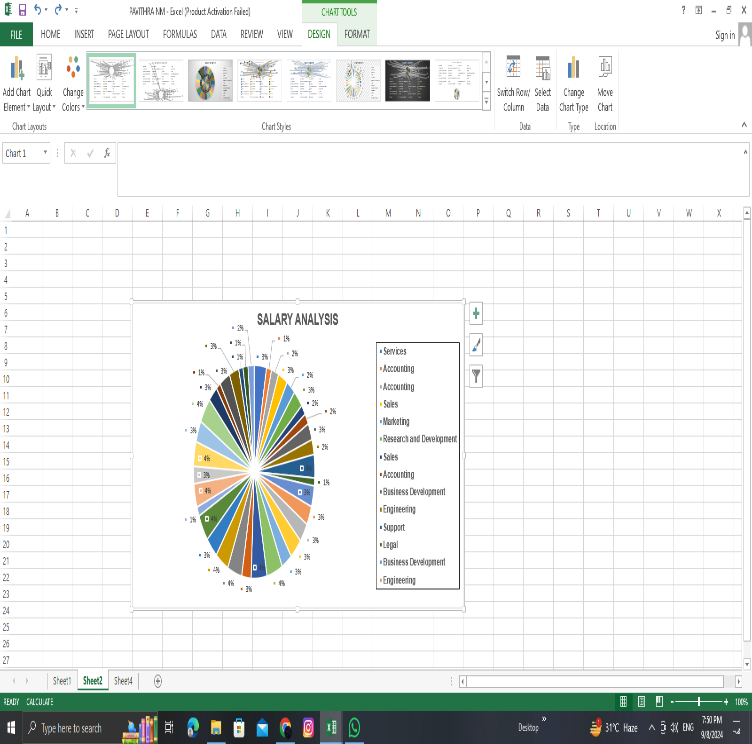 PAVITHRA NM - Excel (Product Activation Failed)
CHART TOOLS
FILE HOME INSERT PAGE LAYOUT FORMULAS DATA REVIEW VIEW DESIGN FORMAT Sign in
Add Chart Element
Quick Layout
Change Colors
Switch Row/ Column
Select Data
Change Chart Type
Move Chart
Chart Layouts Chart Styles Data Type Location
Chart 1 fx
A B C D E F G H I J K L M N O P Q R S T U V W X
1
2
3
4
5
6
7
8
9
10
11
12
13
14
15
16
17
18
19
20
21
22
23
24
25
26
27
SALARY ANALYSIS
2%
1%
3%
1%
2%
1%
3%
1%
3%
3%
2%
3%
3%
4%
2%
2%
3%
3%
2%
4%
3%
1%
4%
1%
3%
3%
3%
3%
4%
3%
4%
4%
3%
Services
Accounting
Accounting
Sales
Marketing
Research and Development
Sales
Accounting
Business Development
Engineering
Support
Legal
Business Development
Engineering
Sheet1 Sheet2 Sheet4
READY CALCULATE 100%
Type here to search
Desktop
31°C Haze
ENG
7:50 PM
9/8/2024